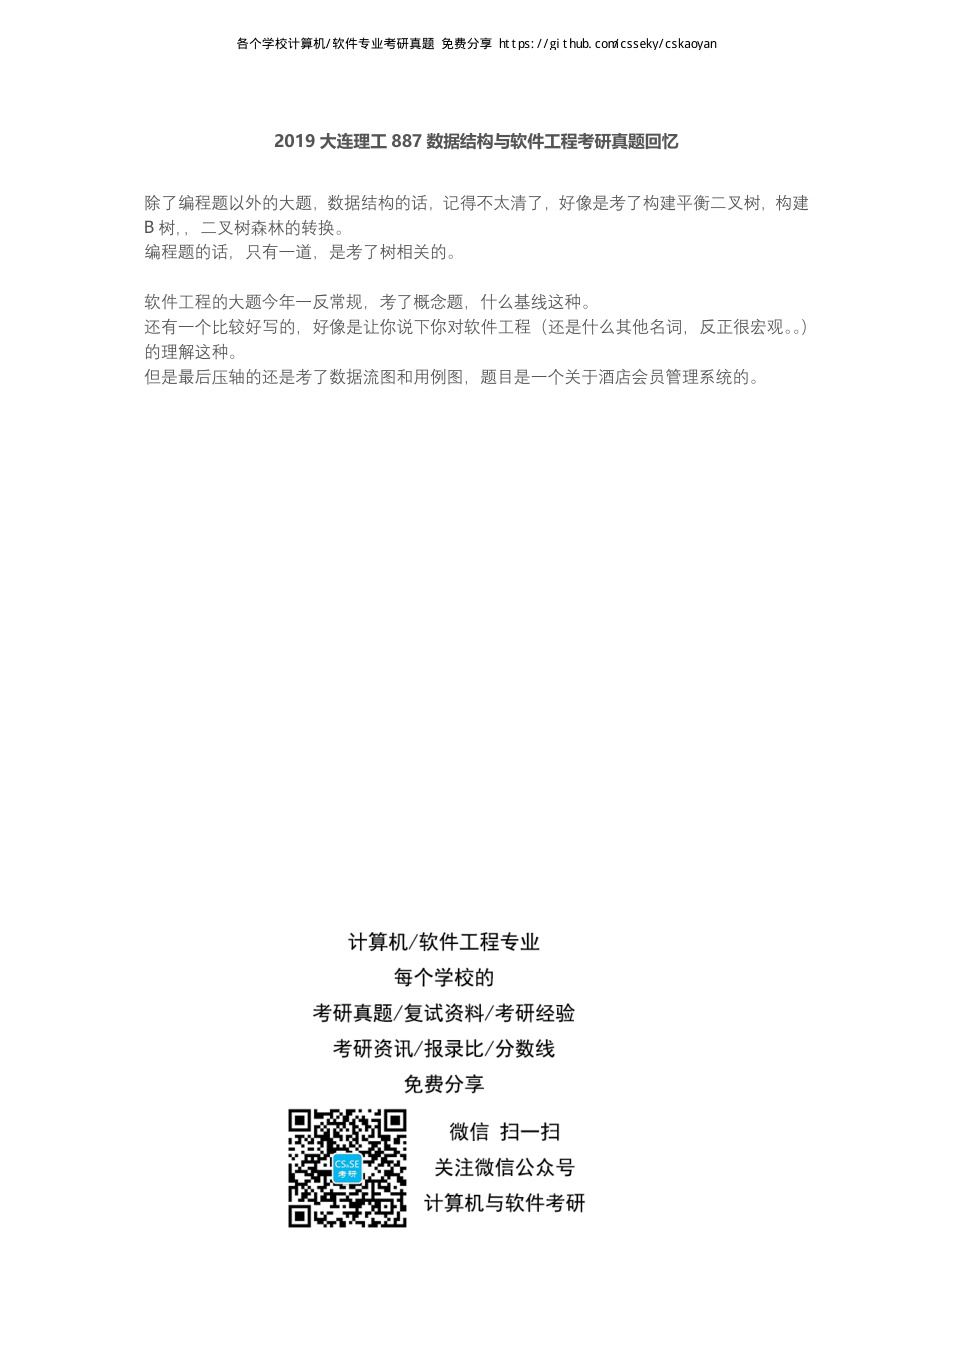 各个学校计算机/软件专业考研真题 免费分享 https://github.com/csseky/cskaoyan
2019 大连理工 887 数据结构与软件工程考研真题回忆
除了编程题以外的大题，数据结构的话，记得不太清了，好像是考了构建平衡二叉树，构建
B 树，，二叉树森林的转换。
编程题的话，只有一道，是考了树相关的。
软件工程的大题今年一反常规，考了概念题，什么基线这种。
还有一个比较好写的，好像是让你说下你对软件工程（还是什么其他名词，反正很宏观。。）
的理解这种。
但是最后压轴的还是考了数据流图和用例图，题目是一个关于酒店会员管理系统的。
计算机/软件工程专业
每个学校的
考研真题/复试资料/考研经验
考研资讯/报录比/分数线
免费分享
微信 扫一扫
关注微信公众号
计算机与软件考研
CS&SE
考研